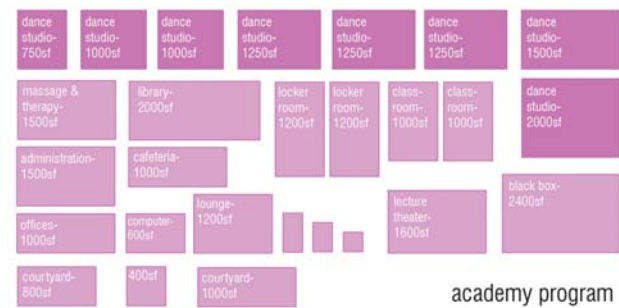 dance
studio-
750sf
dance
studio-
1000sf
dance
studio-
1000sf
dance
studio-
1250sf
dance
studio-
1250sf
dance
studio-
1250sf
dance
studio-
1500sf
massage &
therapy-
1500sf
library-
2000sf
locker
room-
1200sf
locker
room-
1200sf
class-
room-
1000sf
class-
room-
1000sf
dance
studio-
2000sf
administration-
1500sf
cafeteria-
1000sf
offices-
1000sf
computer-
600sf
lounge-
1200sf
lecture
theater-
1600sf
black box-
2400sf
courtyard-
800sf
400sf
courtyard-
1000sf
academy program